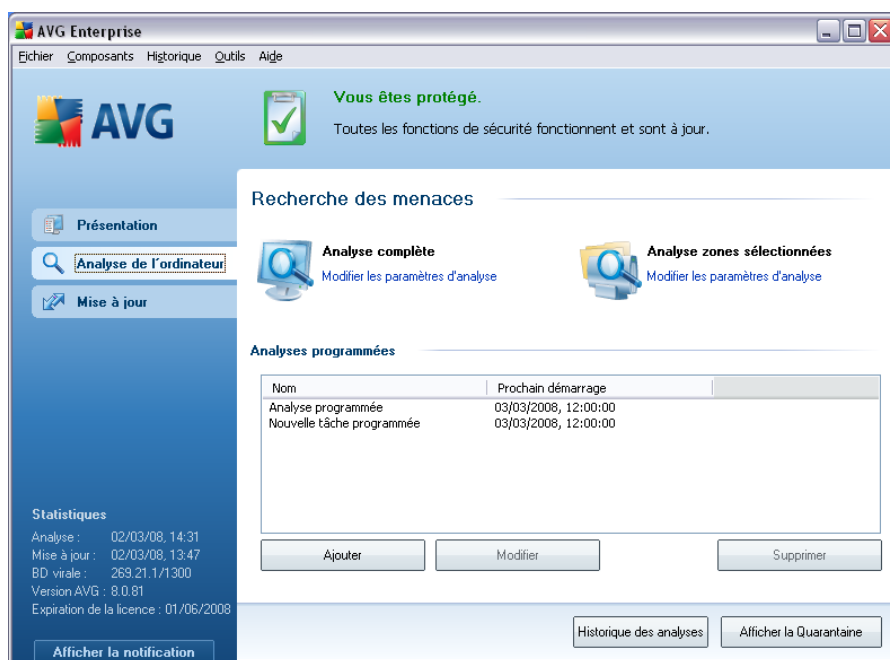 AVG Enterprise
Fichier Composants Historique Outils Aide
AVG
Vous êtes protégé.
Toutes les fonctions de sécurité fonctionnent et sont à jour.
Présentation
Analyse de l'ordinateur
Mise à jour
Recherche des menaces
Analyse complète
Modifier les paramètres d'analyse
Analyse zones sélectionnées
Modifier les paramètres d'analyse
Analyses programmées
Nom Prochain démarrage
Analyse programmée 03/03/2008, 12:00:00
Nouvelle tâche programmée 03/03/2008, 12:00:00
Ajouter Modifier Supprimer
Statistiques
Analyse : 02/03/08, 14:31
Mise à jour : 02/03/08, 13:47
BD virale : 269.21.1/1300
Version AVG : 8.0.81
Expiration de la licence : 01/06/2008
Afficher la notification
Historique des analyses Afficher la Quarantaine